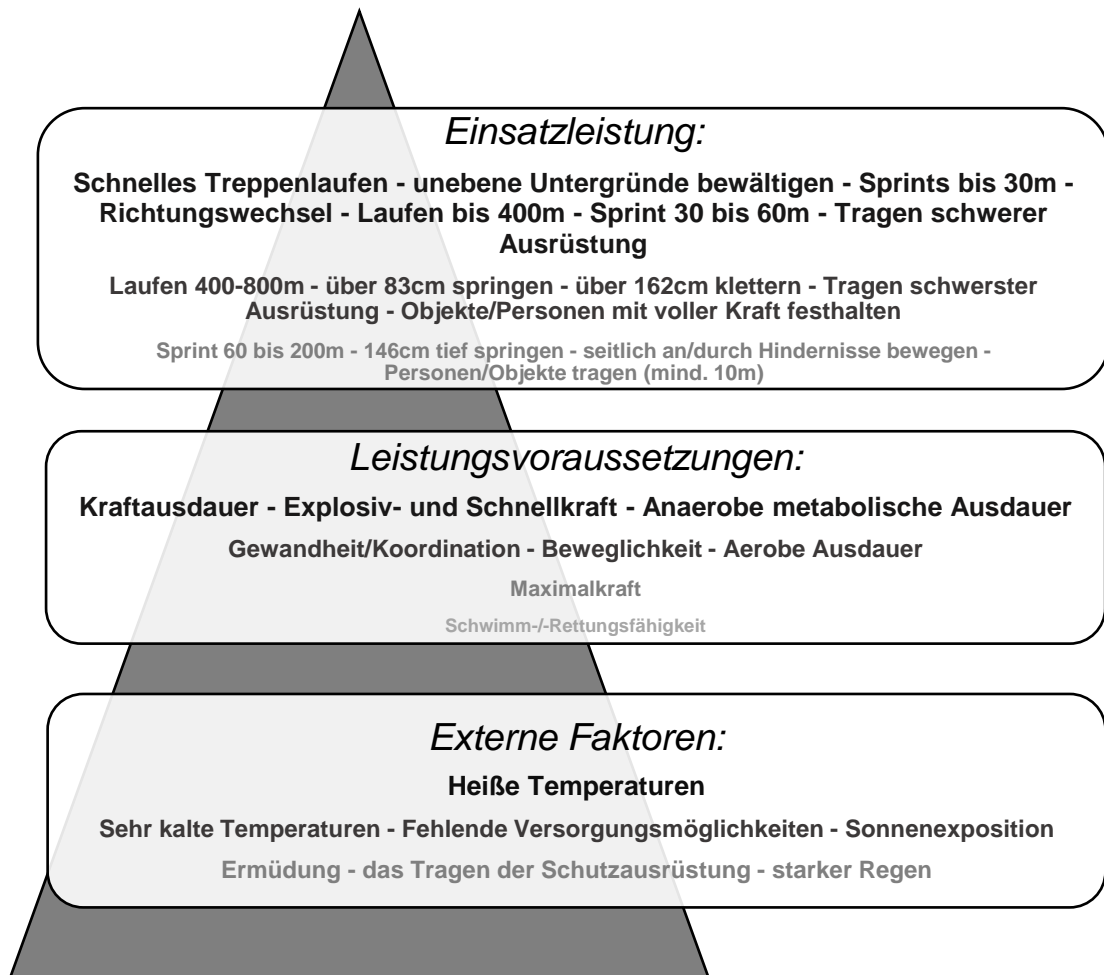 Einsatzleistung:
Schnelles Treppenlaufen - unebene Untergründe bewältigen - Sprints bis 30m -
Richtungswechsel - Laufen bis 400m - Sprint 30 bis 60m - Tragen schwerer
Ausrüstung
Laufen 400-800m - über 83cm springen - über 162cm klettern - Tragen schwerster
Ausrüstung - Objekte/Personen mit voller Kraft festhalten
Sprint 60 bis 200m - 146cm tief springen - seitlich an/durch Hindernisse bewegen -
Personen/Objekte tragen (mind. 10m)
Leistungsvoraussetzungen:
Kraftausdauer - Explosiv- und Schnellkraft - Anaerobe metabolische Ausdauer
Gewandheit/Koordination - Beweglichkeit - Aerobe Ausdauer
Maximalkraft
Schwimm-/-Rettungsfähigkeit
Externe Faktoren:
Heiße Temperaturen
Sehr kalte Temperaturen - Fehlende Versorgungsmöglichkeiten - Sonnenexposition
Ermüdung - das Tragen der Schutzausrüstung - starker Regen